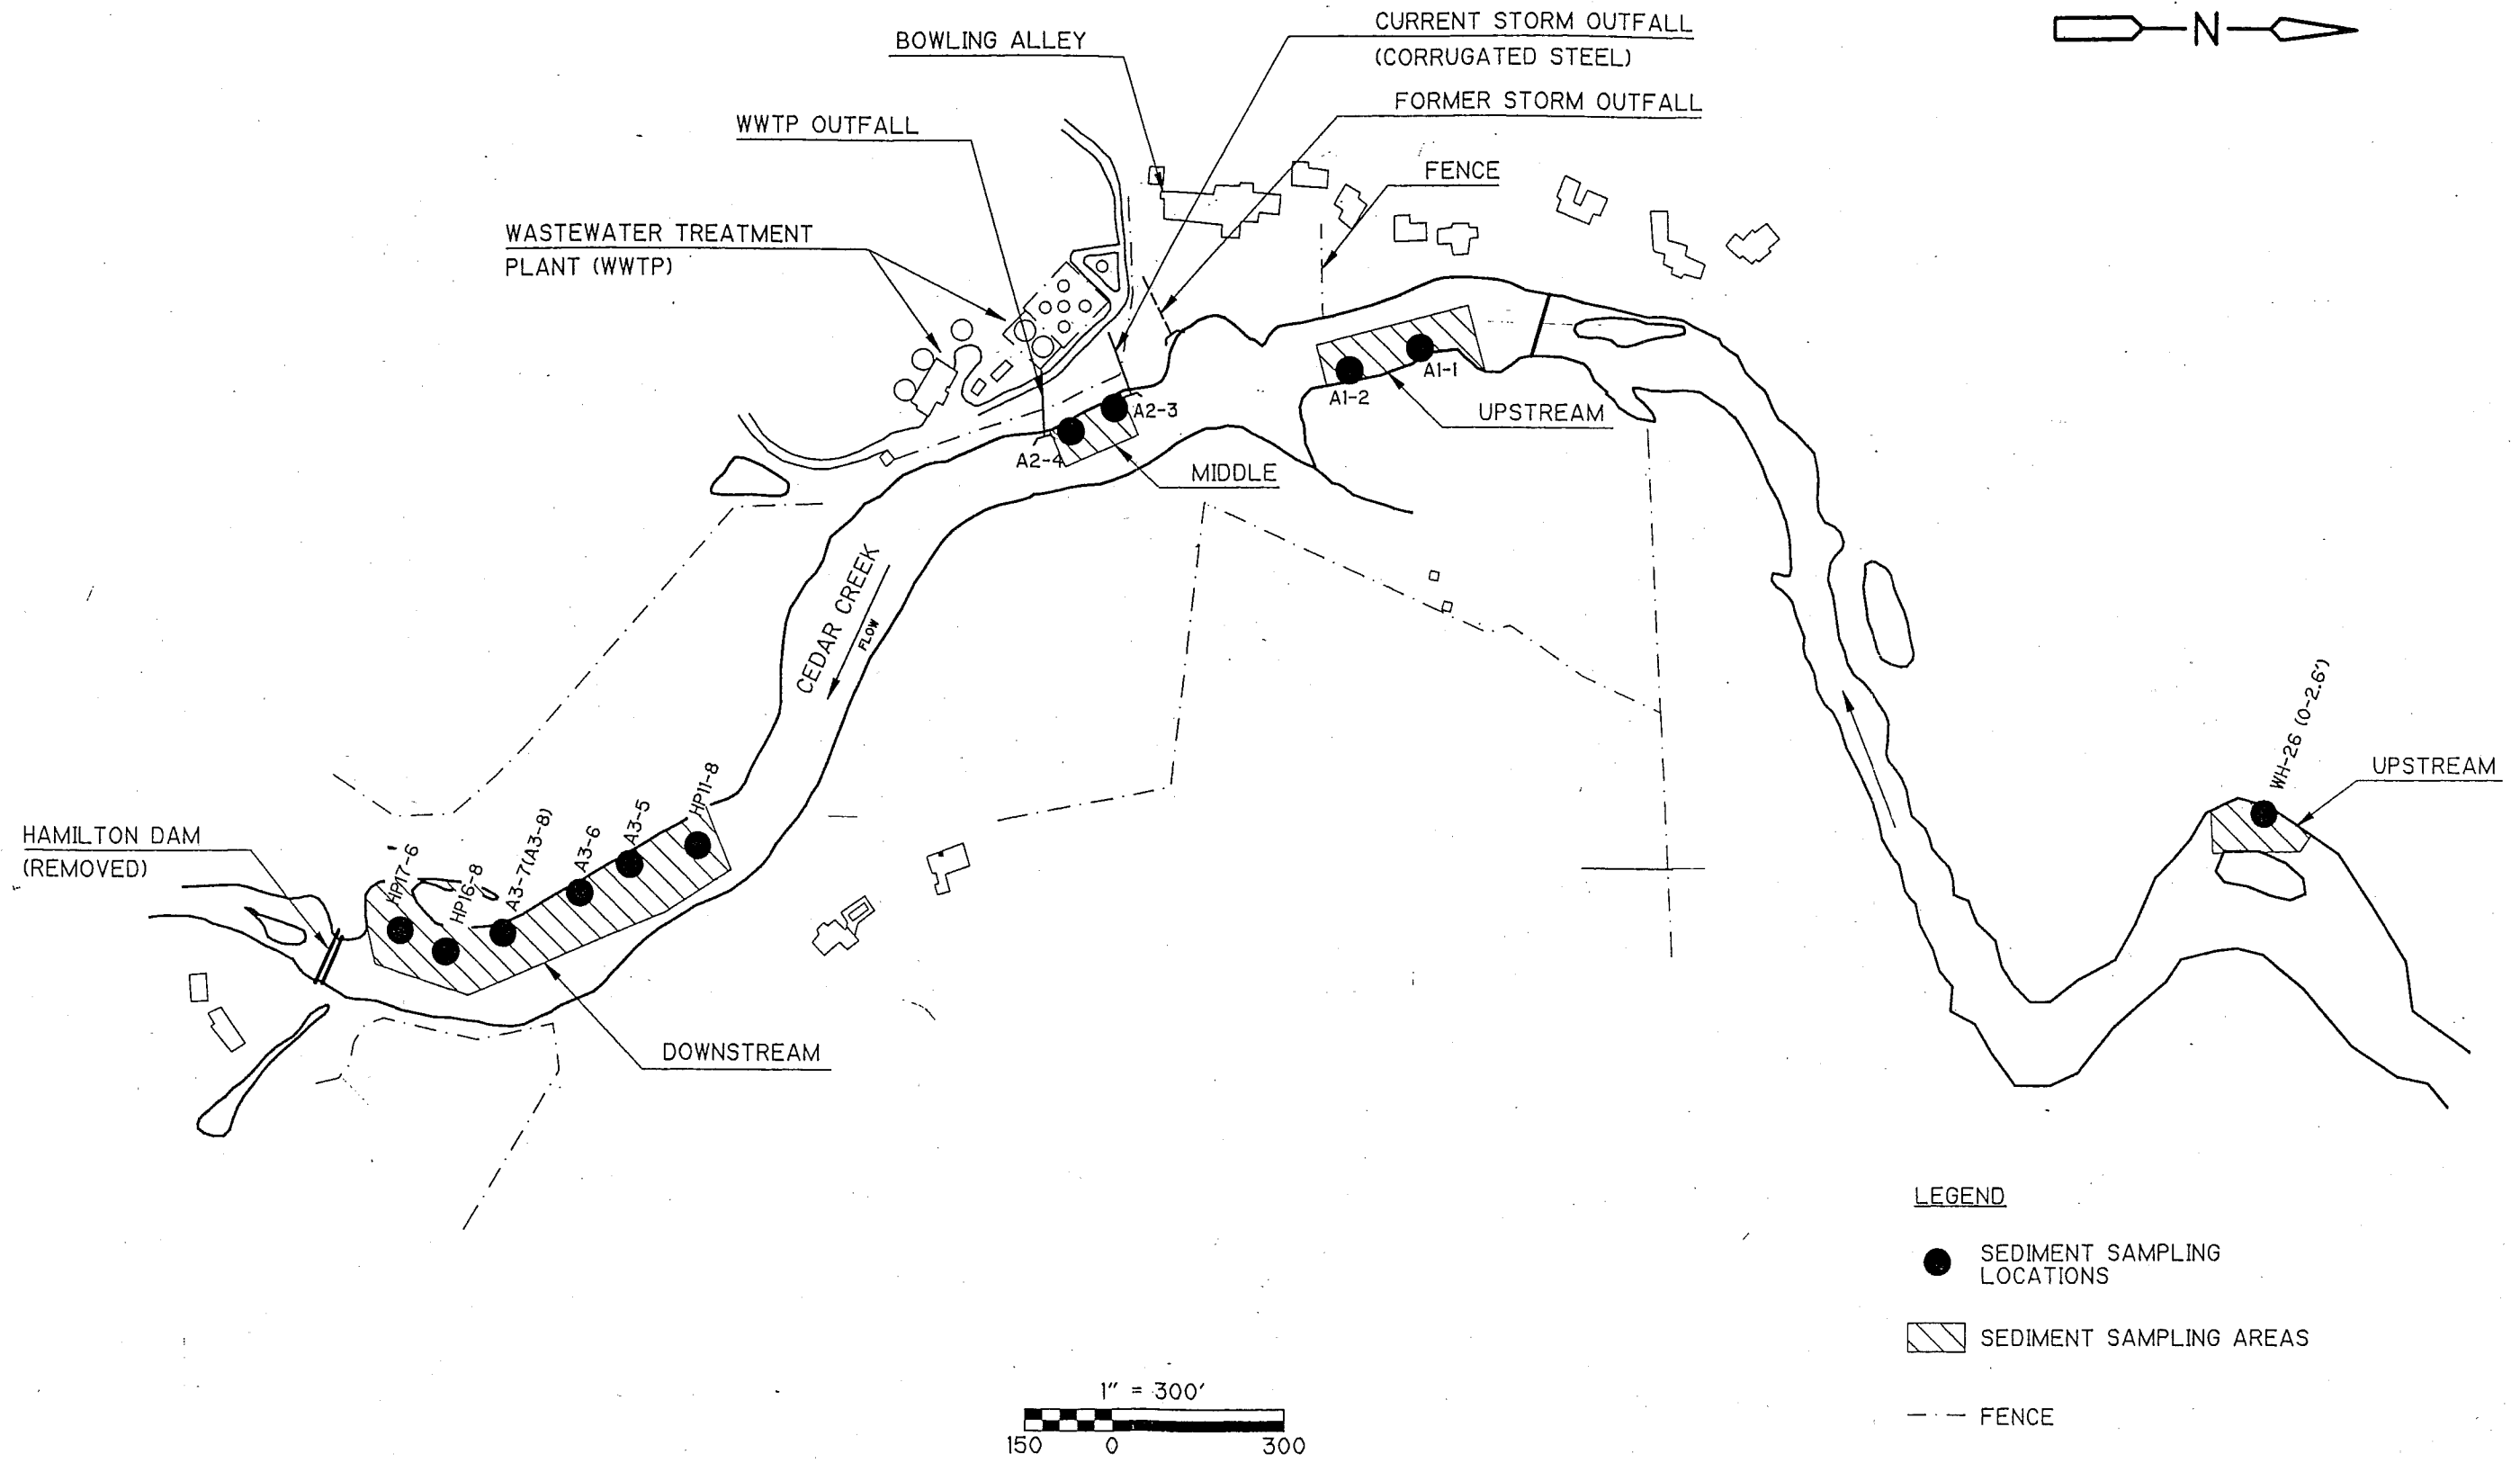 CURRENT STORM OUTFALL
(CORRUGATED STEEL)
N
BOWLING ALLEY
FORMER STORM OUTFALL
WWTP OUTFALL
FENCE
WASTEWATER TREATMENT
PLANT (WWTP)
A1-1
A1-2
UPSTREAM
A2-3
A2-4
MIDDLE
CEDAR CREEK
FLOW
WH-26 (0-2.6')
UPSTREAM
HAMILTON DAM
(REMOVED)
HP17-6
HP16-8
A3-7(A3-8)
A3-6
A3-5
HP11-8
DOWNSTREAM
LEGEND
SEDIMENT SAMPLING
LOCATIONS
SEDIMENT SAMPLING AREAS
FENCE
1" = 300'
150 0 300